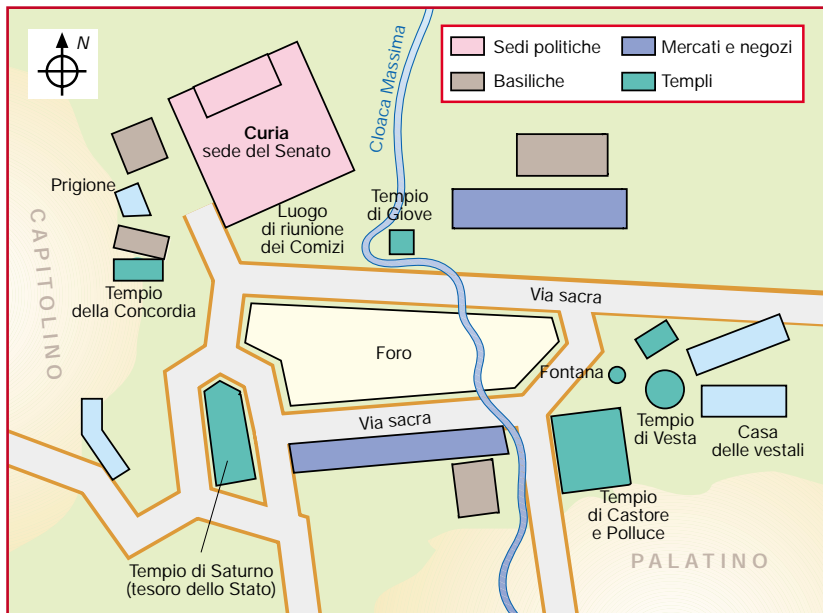 N
Sedi politiche
Mercati e negozi
Basiliche
Templi
Cloaca Massima
Curia
sede del Senato
Prigione
Luogo
di riunione
dei Comizi
Tempio
di Giove
CAPITOLINO
Tempio
della Concordia
Via sacra
Foro
Fontana
Via sacra
Tempio
di Vesta
Casa
delle vestali
Tempio
di Castore
e Polluce
Tempio di Saturno
(tesoro dello Stato)
PALATINO